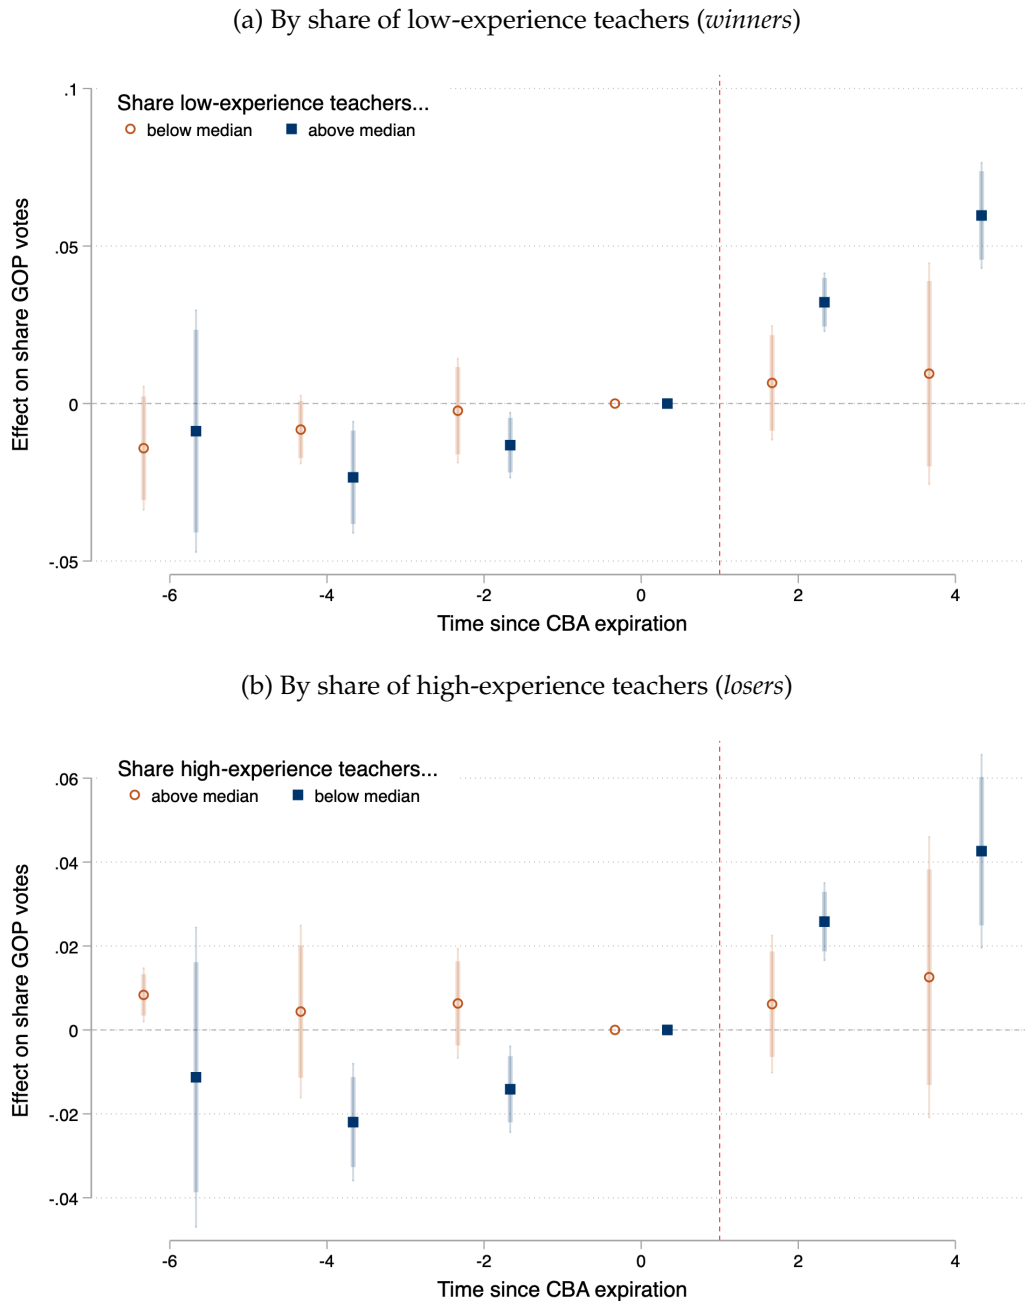 (a) By share of low-experience teachers (winners)
Share low-experience teachers...
below median
above median
Effect on share GOP votes
.1
.05
0
-.05
-6
-4
-2
0
2
4
Time since CBA expiration
(b) By share of high-experience teachers (losers)
Share high-experience teachers...
above median
below median
Effect on share GOP votes
.06
.04
.02
0
-.02
-.04
-6
-4
-2
0
2
4
Time since CBA expiration